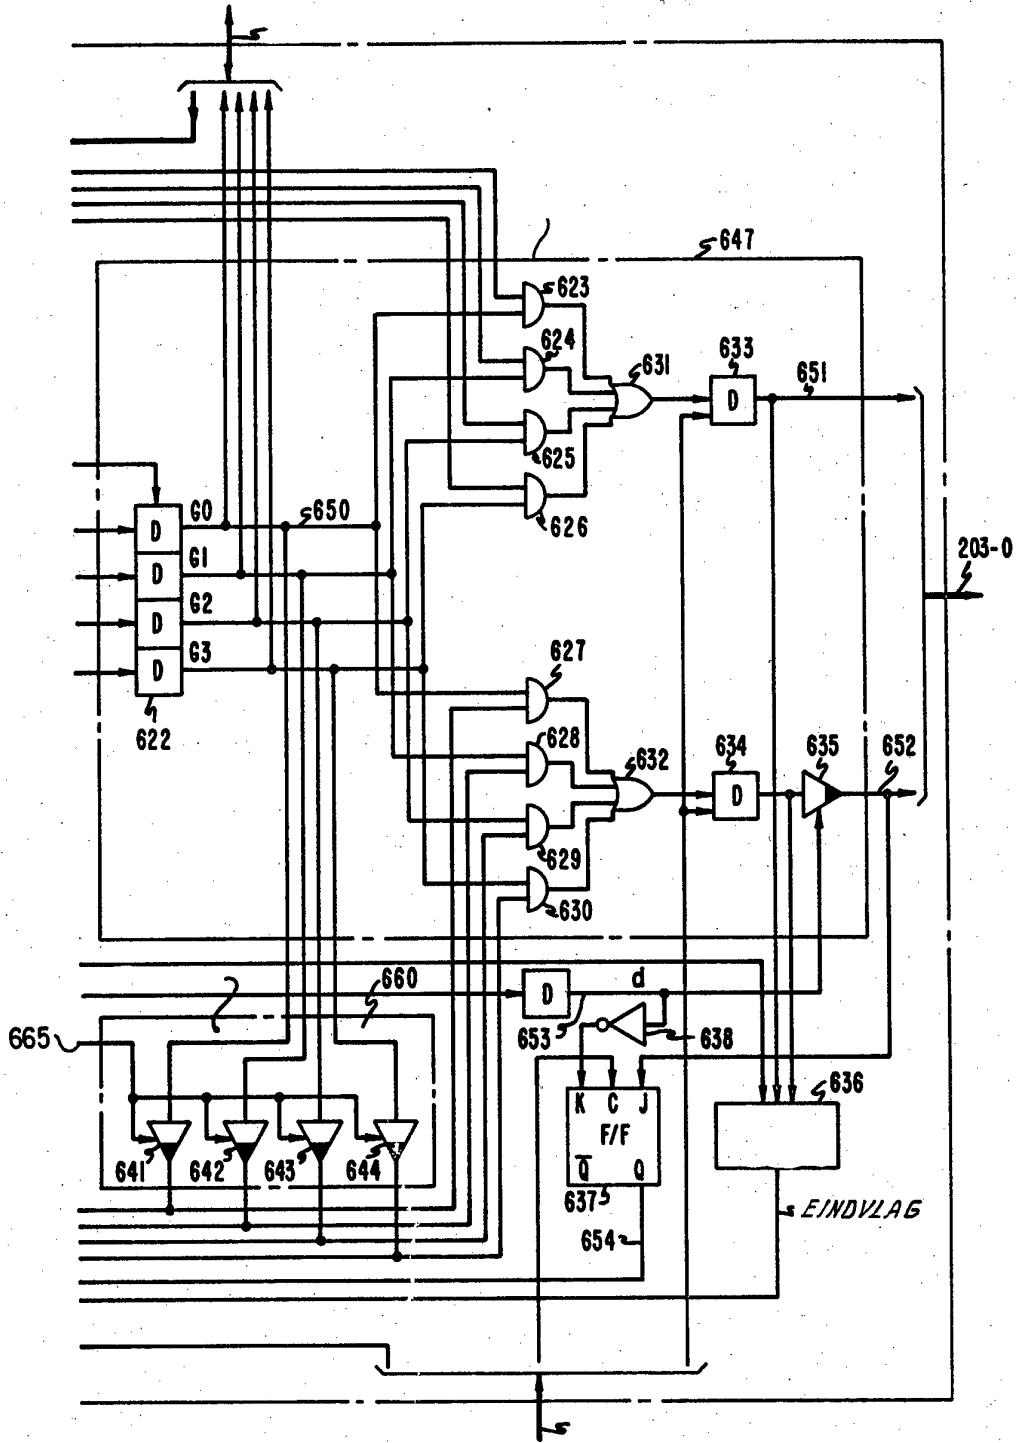 647
623
624
631
633
651
625
626
G0
650
D
G1
D
G2
D
G3
D
622
D
203-0
627
628
632
634
635
652
D
629
630
660
d
D
653
638
665
636
K C J
F/F
Q̅ Q
641
642
643
644
637
EINDVLAG
654